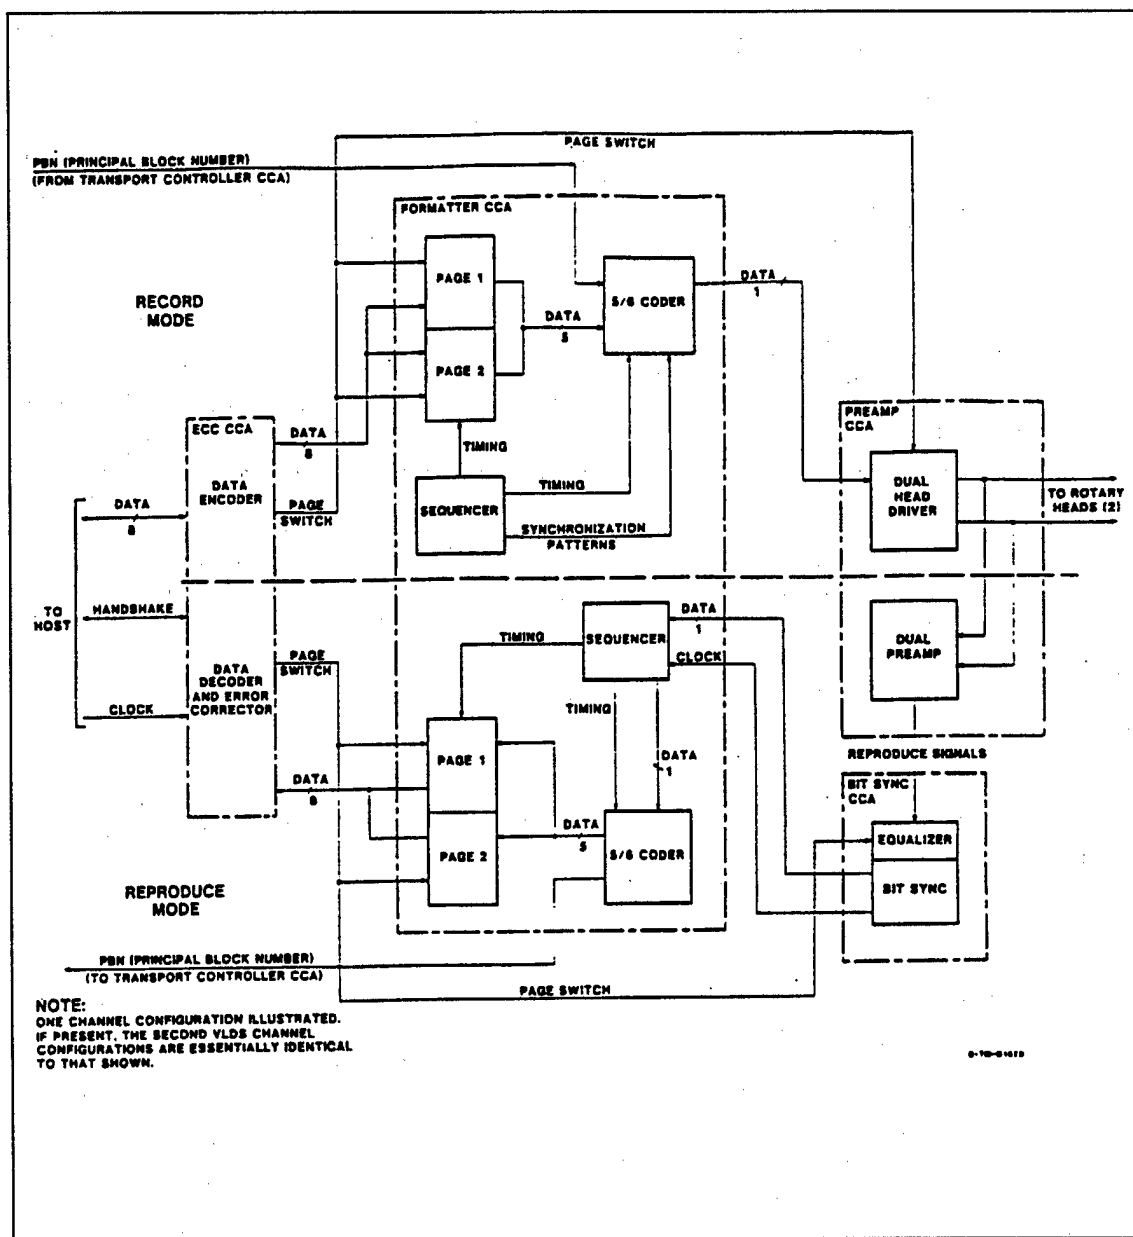 PAGE SWITCH
PBN (PRINCIPAL BLOCK NUMBER)
(FROM TRANSPORT CONTROLLER CCA)
FORMATTER CCA
RECORD
MODE
PAGE 1
PAGE 2
DATA
5
5/6 CODER
DATA
1
ECC CCA
DATA
8
DATA
ENCODER
PAGE
SWITCH
TIMING
SEQUENCER
TIMING
SYNCHRONIZATION
PATTERNS
PREAMP
CCA
DUAL
HEAD
DRIVER
TO ROTARY
HEADS (2)
DATA
8
TO
HOST
HANDSHAKE
CLOCK
DATA
DECODER
AND ERROR
CORRECTOR
PAGE
SWITCH
DATA
8
TIMING
SEQUENCER
DATA
1
CLOCK
DUAL
PREAMP
TIMING
DATA
1
REPRODUCE SIGNALS
PAGE 1
PAGE 2
DATA
5
5/6 CODER
BIT SYNC
CCA
EQUALIZER
BIT SYNC
REPRODUCE
MODE
PBN (PRINCIPAL BLOCK NUMBER)
(TO TRANSPORT CONTROLLER CCA)
PAGE SWITCH
NOTE:
ONE CHANNEL CONFIGURATION ILLUSTRATED.
IF PRESENT, THE SECOND VLDS CHANNEL
CONFIGURATIONS ARE ESSENTIALLY IDENTICAL
TO THAT SHOWN.